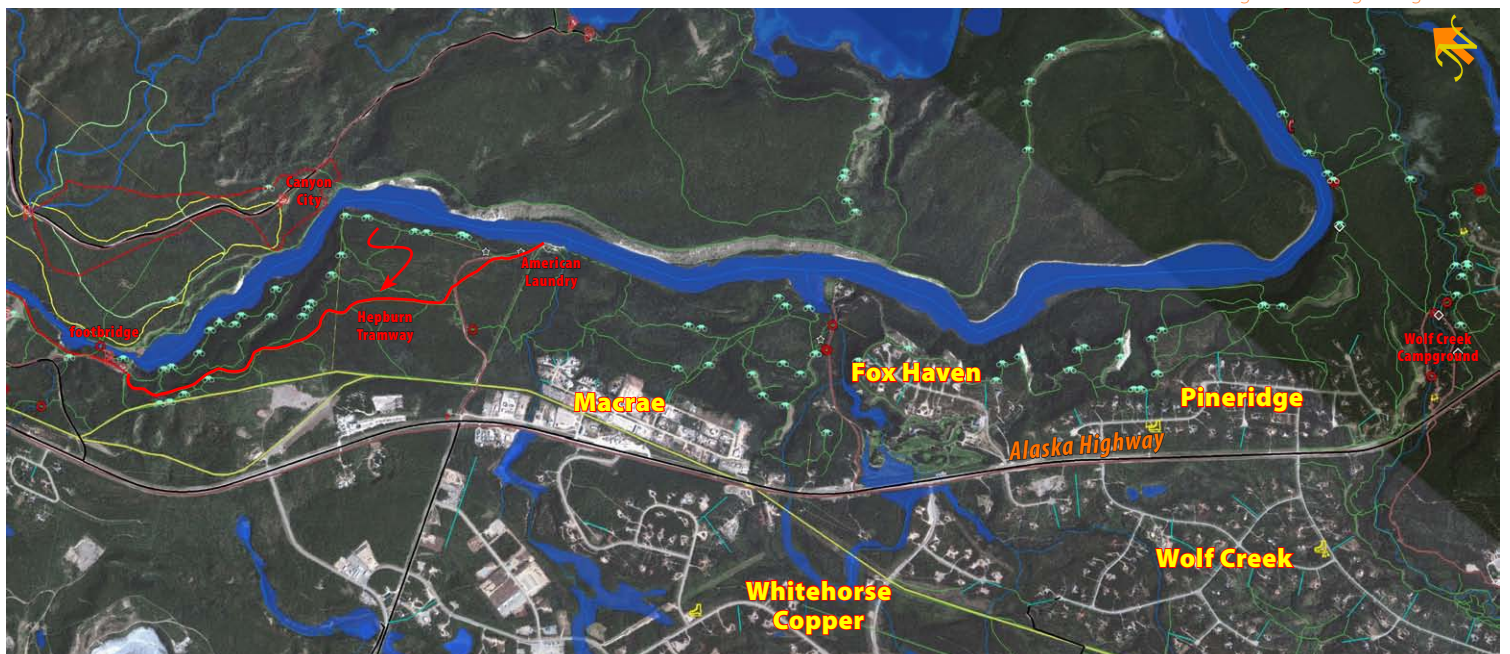 Canyon
City
American
Laundry
Hepburn
Tramway
footbridge
Wolf Creek
Campground
Fox Haven
Macrae
Pineridge
Alaska Highway
Wolf Creek
Whitehorse
Copper
N